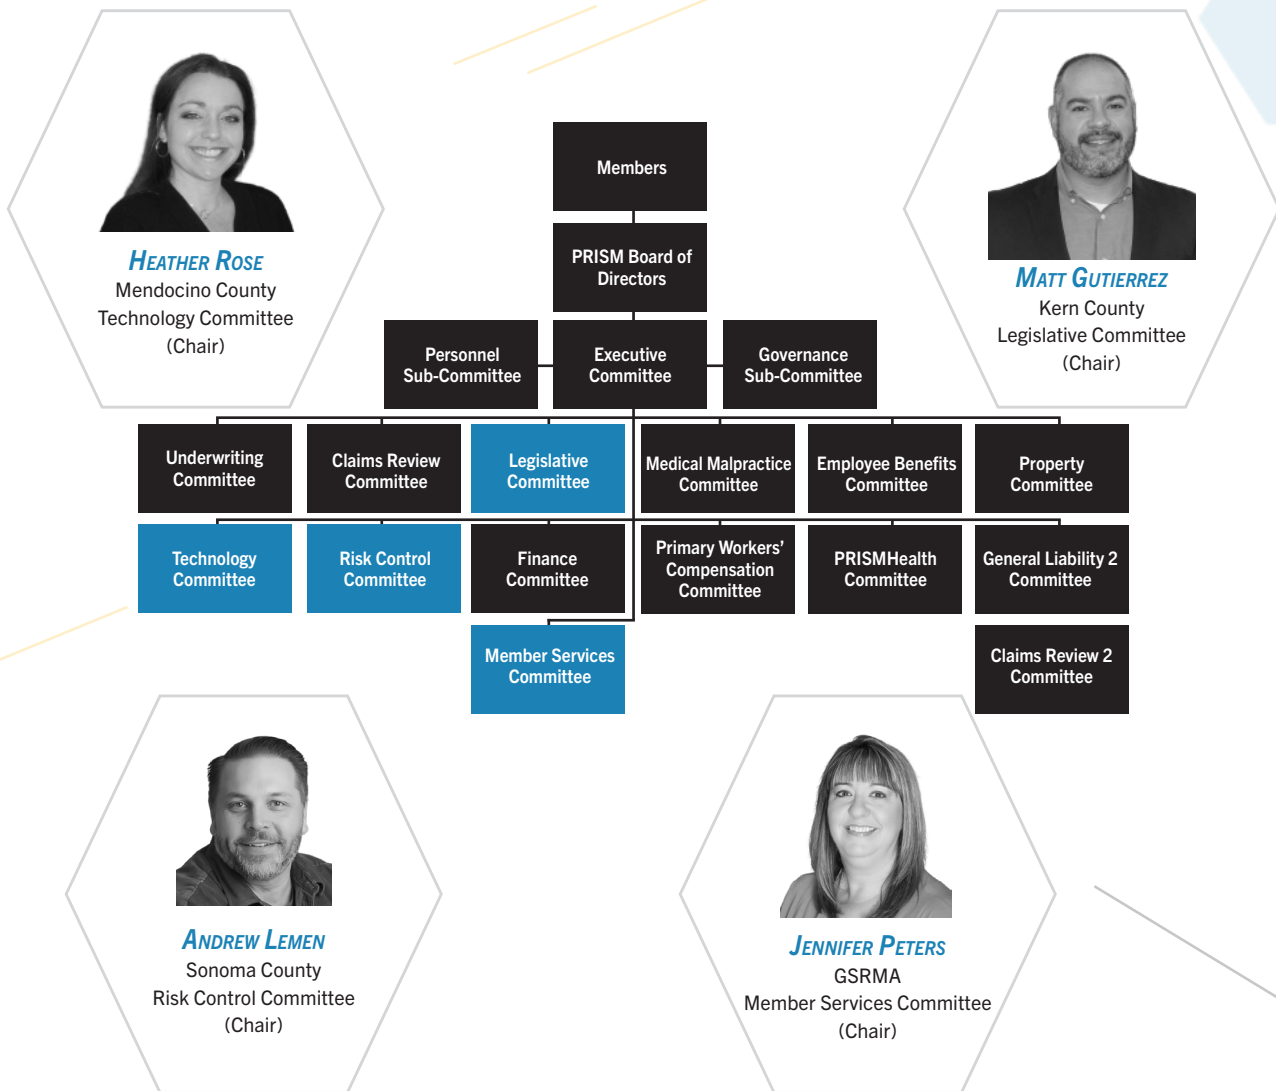 HEATHER ROSE
Mendocino County
Technology Committee
(Chair)
MATT GUTIERREZ
Kern County
Legislative Committee
(Chair)
Members
PRISM Board of
Directors
Personnel
Sub-Committee
Executive
Committee
Governance
Sub-Committee
Underwriting
Committee
Claims Review
Committee
Legislative
Committee
Medical Malpractice
Committee
Employee Benefits
Committee
Property
Committee
Technology
Committee
Risk Control
Committee
Finance
Committee
Primary Workers’
Compensation
Committee
PRISMHealth
Committee
General Liability 2
Committee
Member Services
Committee
Claims Review 2
Committee
ANDREW LEMEN
Sonoma County
Risk Control Committee
(Chair)
JENNIFER PETERS
GSRMA
Member Services Committee
(Chair)